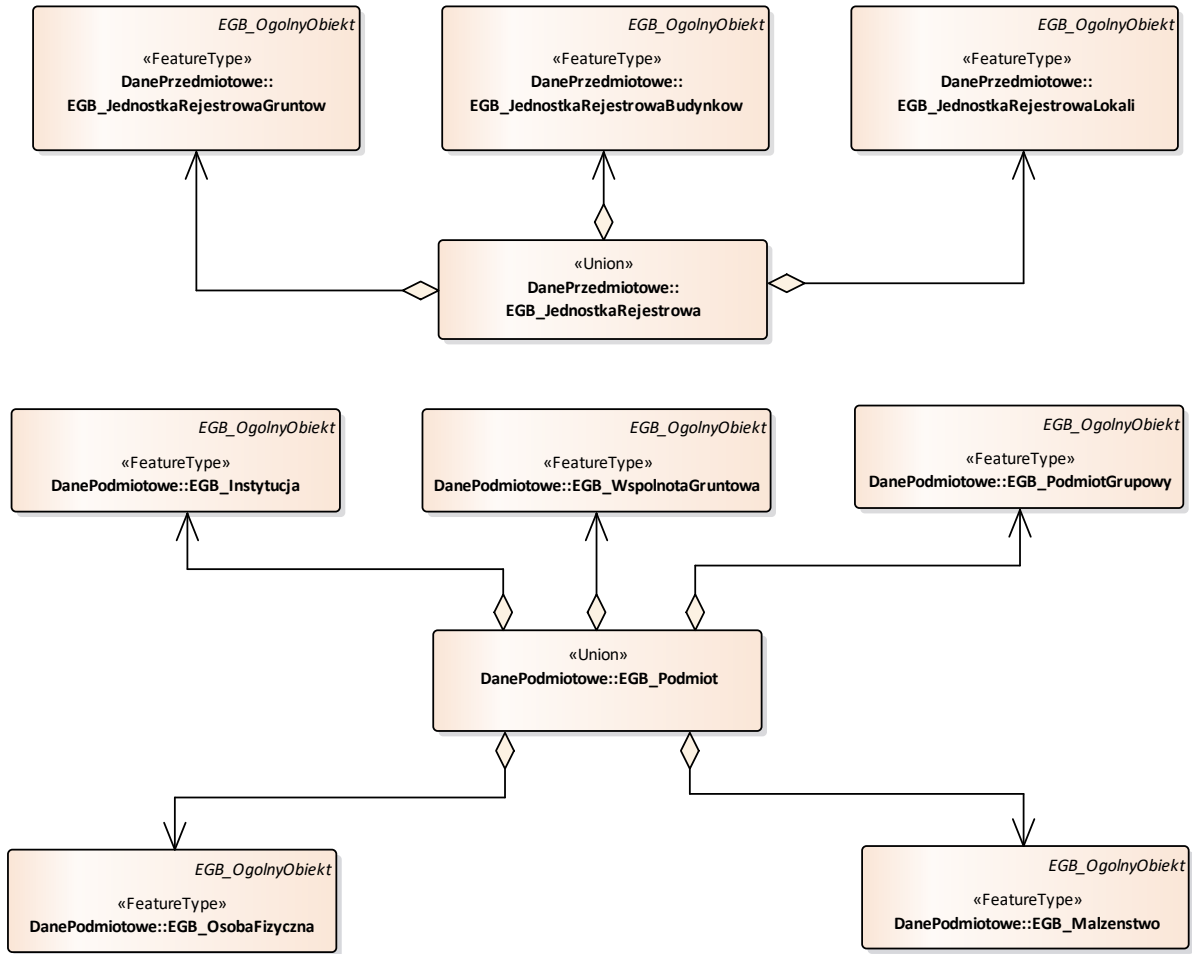 EGB_OgolnyObiekt
«FeatureType»
DanePrzedmiotowe::
EGB_JednostkaRejestrowaGruntow
EGB_OgolnyObiekt
«FeatureType»
DanePrzedmiotowe::
EGB_JednostkaRejestrowaBudynkow
EGB_OgolnyObiekt
«FeatureType»
DanePrzedmiotowe::
EGB_JednostkaRejestrowaLokali
«Union»
DanePrzedmiotowe::
EGB_JednostkaRejestrowa
EGB_OgolnyObiekt
«FeatureType»
DanePodmiotowe::EGB_Instytucja
EGB_OgolnyObiekt
«FeatureType»
DanePodmiotowe::EGB_WspolnotaGruntowa
EGB_OgolnyObiekt
«FeatureType»
DanePodmiotowe::EGB_PodmiotGrupowy
«Union»
DanePodmiotowe::EGB_Podmiot
EGB_OgolnyObiekt
«FeatureType»
DanePodmiotowe::EGB_OsobaFizyczna
EGB_OgolnyObiekt
«FeatureType»
DanePodmiotowe::EGB_Malzenstwo